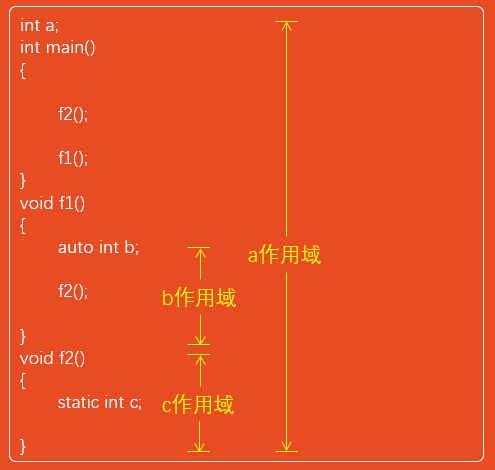 int a;
int main()
{
f2();
f1();
}
void f1()
{
auto int b;
a作用域
f2();
b作用域
}
void f2()
{
static int c;
c作用域
}